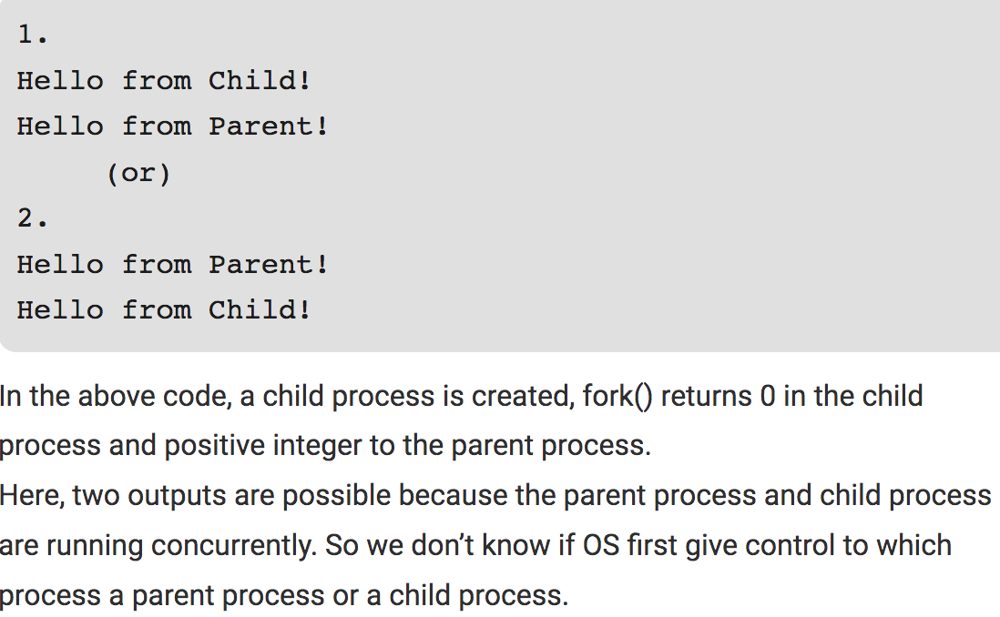 1.
Hello from Child!
Hello from Parent!
(or)
2.
Hello from Parent!
Hello from Child!
In the above code, a child process is created, fork() returns 0 in the child
process and positive integer to the parent process.
Here, two outputs are possible because the parent process and child process
are running concurrently. So we don’t know if OS first give control to which
process a parent process or a child process.